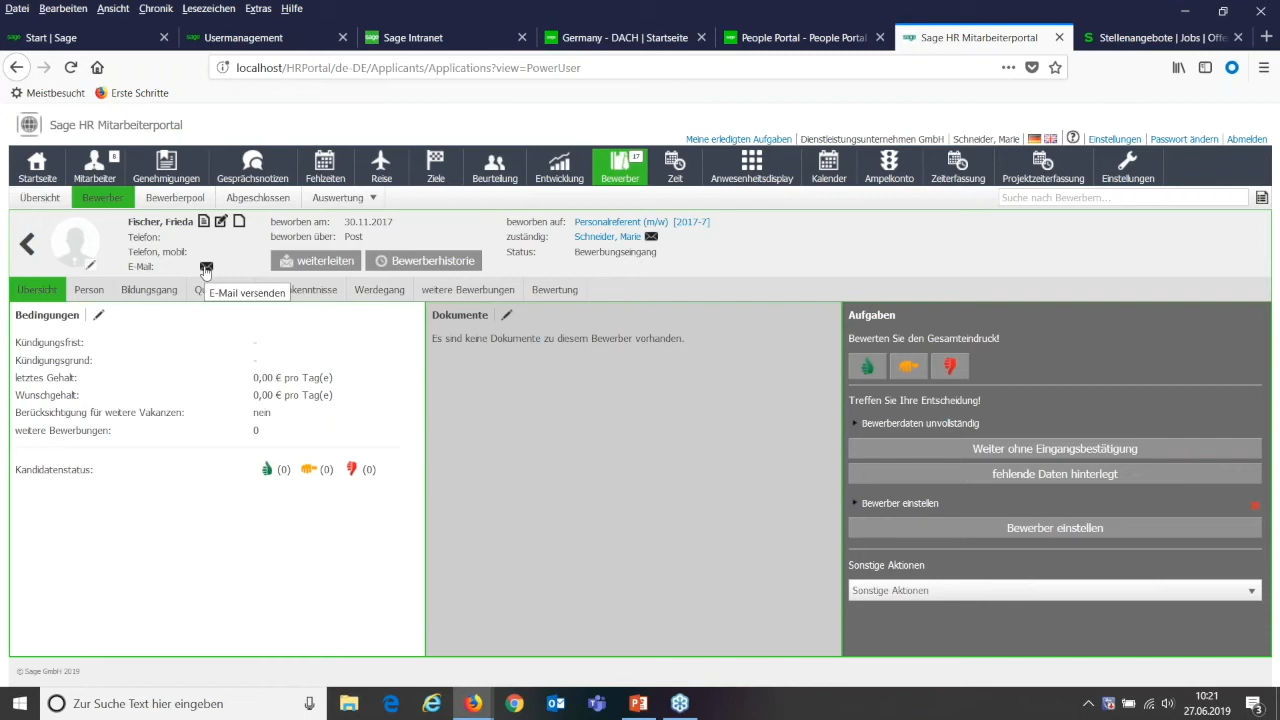 Datei Bearbeiten Ansicht Chronik Lesezeichen Extras Hilfe
Start | Sage
Usermanagement
Sage Intranet
Germany - DACH | Startseite
People Portal - People Portal
Sage HR Mitarbeiterportal
Stellenangebote | Jobs | Offe
localhost/HRPortal/de-DE/Applicants/Applications?view=PowerUser
Meistbesucht Erste Schritte
Sage HR Mitarbeiterportal
Meine erledigten Aufgaben | Dienstleistungsunternehmen GmbH | Schneider, Marie | Einstellungen | Passwort ändern | Abmelden
8 17
Startseite Mitarbeiter Genehmigungen Gesprächsnotizen Fehlzeiten Reise Ziele Beurteilung Entwicklung Bewerber Zeit Anwesenheitsdisplay Kalender Ampelkonto Zeiterfassung Projektzeiterfassung Einstellungen
Übersicht Bewerber Bewerberpool Abgeschlossen Auswertung Suche nach Bewerbern...
Fischer, Frieda beworben am: 30.11.2017 beworben auf: Personalreferent (m/w) [2017-7]
Telefon: beworben über: Post zuständig: Schneider, Marie
Telefon, mobil: Status: Bewerbungseingang
E-Mail: weiterleiten Bewerberhistorie
Übersicht Person Bildungsgang Q kenntnisse Werdegang weitere Bewerbungen Bewertung
E-Mail versenden
Bedingungen
Kündigungsfrist: -
Kündigungsgrund: -
letztes Gehalt: 0,00 € pro Tag(e)
Wunschgehalt: 0,00 € pro Tag(e)
Berücksichtigung für weitere Vakanzen: nein
weitere Bewerbungen: 0
Kandidatenstatus: (0) (0) (0)
Dokumente
Es sind keine Dokumente zu diesem Bewerber vorhanden.
Aufgaben
Bewerten Sie den Gesamteindruck!
Treffen Sie Ihre Entscheidung!
Bewerberdaten unvollständig
Weiter ohne Eingangsbestätigung
fehlende Daten hinterlegt
Bewerber einstellen
Bewerber einstellen
Sonstige Aktionen
Sonstige Aktionen
© Sage GmbH 2019
Zur Suche Text hier eingeben
10:21
27.06.2019
3